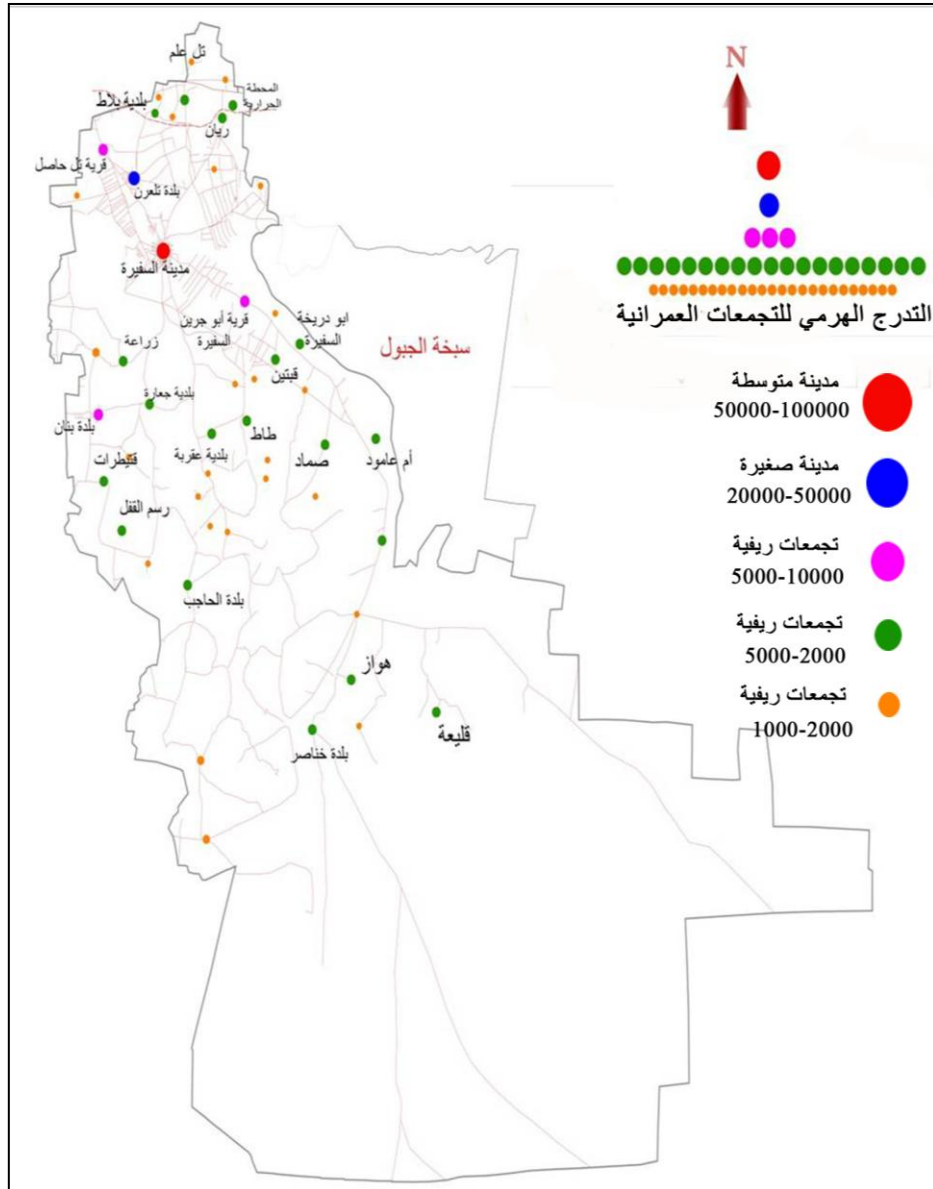 تل علم
المحطة
الحرارية
بلدية بلاط
ريان
قرية تل حاصل
بلدة تلعرن
مدينة السفيرة
قرية أبو جرين
السفيرة
ابو دريخة
السفيرة
سبخة الجبول
زراعة
قبتين
بلدية جعارة
بلدة بنان
طاط
بلدية عقربة
صماد
أم عامود
قتيطرات
رسم القفل
بلدة الحاجب
هواز
قليعة
بلدة خناصر
N
التدرج الهرمي للتجمعات العمرانية
مدينة متوسطة
50000-100000
مدينة صغيرة
20000-50000
تجمعات ريفية
5000-10000
تجمعات ريفية
5000-2000
تجمعات ريفية
1000-2000